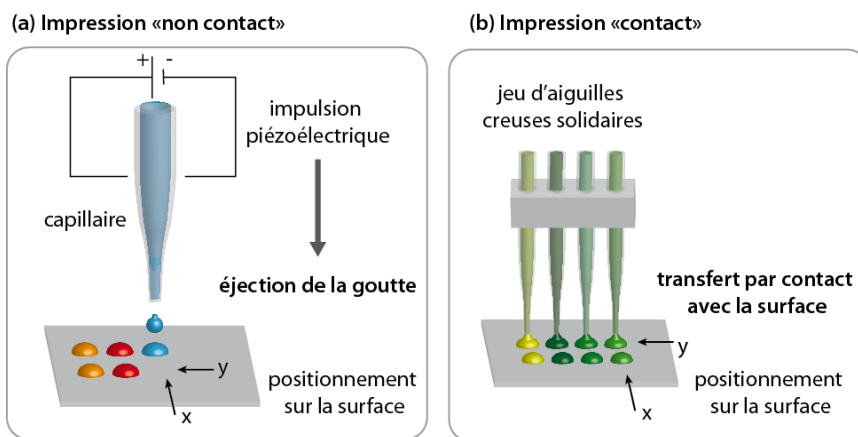 (a) Impression «non contact»
+ -
impulsion
piézoélectrique
capillaire
éjection de la goutte
y
positionnement
sur la surface
x
(b) Impression «contact»
jeu d'aiguilles
creuses solidaires
transfert par contact
avec la surface
y
positionnement
sur la surface
x